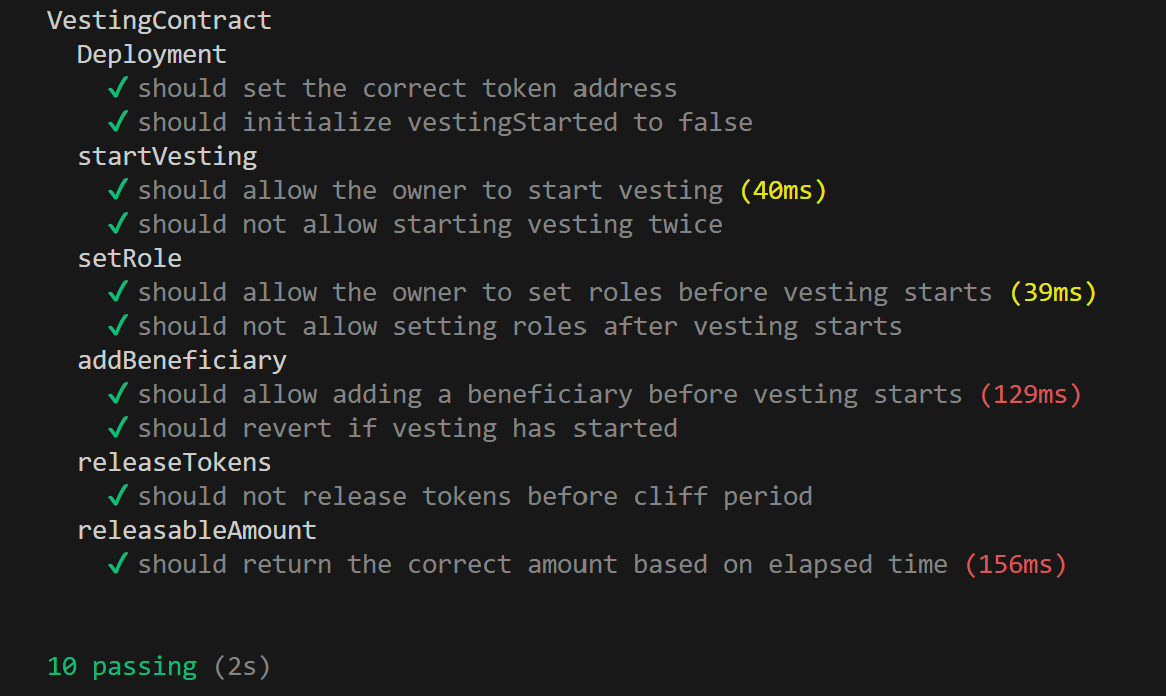 VestingContract
Deployment
✓ should set the correct token address
✓ should initialize vestingStarted to false
startVesting
✓ should allow the owner to start vesting (40ms)
✓ should not allow starting vesting twice
setRole
✓ should allow the owner to set roles before vesting starts (39ms)
✓ should not allow setting roles after vesting starts
addBeneficiary
✓ should allow adding a beneficiary before vesting starts (129ms)
✓ should revert if vesting has started
releaseTokens
✓ should not release tokens before cliff period
releasableAmount
✓ should return the correct amount based on elapsed time (156ms)
10 passing (2s)